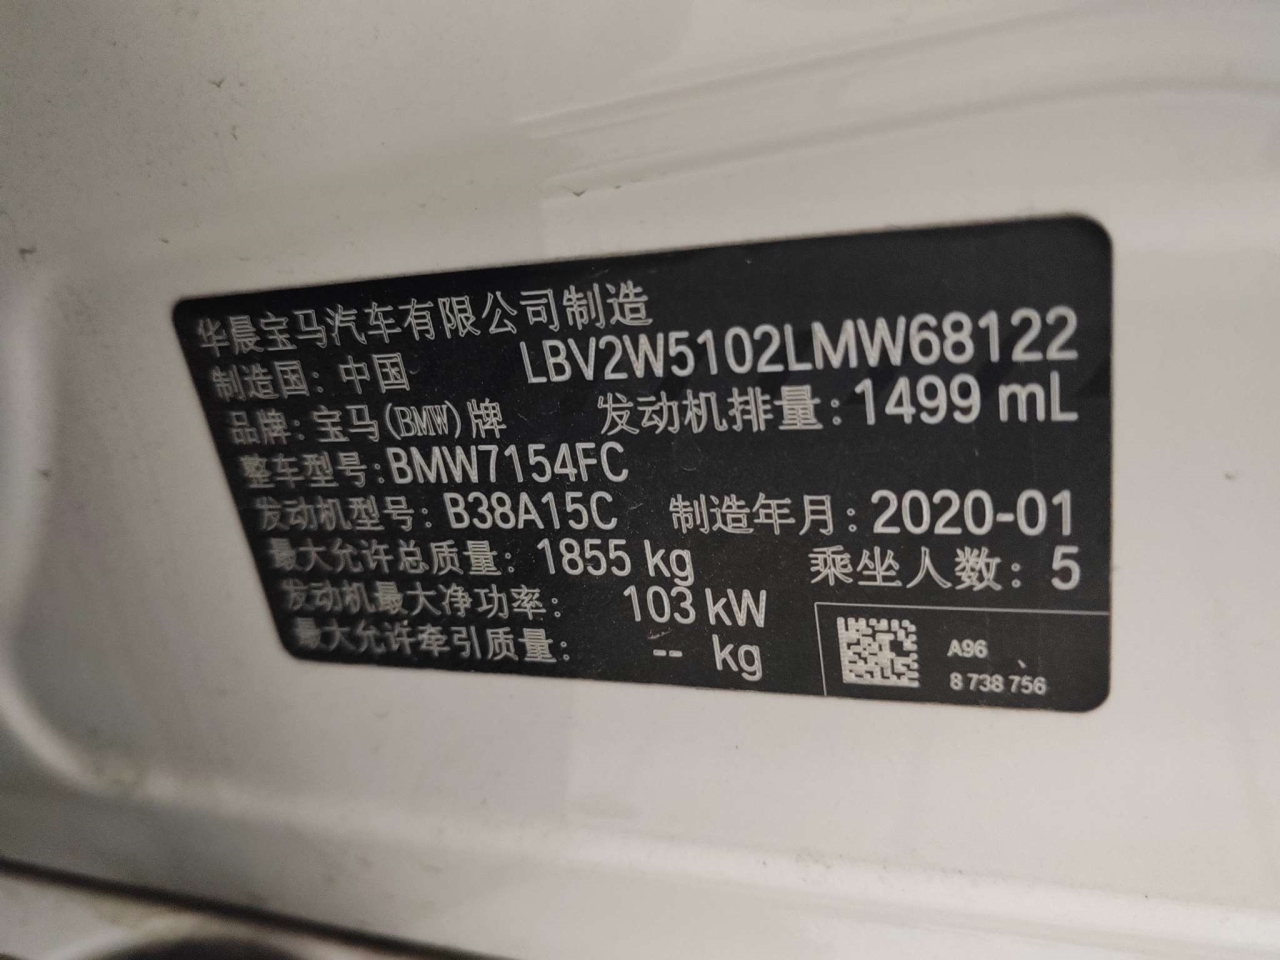 华晨宝马汽车有限公司制造
制造国：中国 LBV2W5102LMW68122
品牌：宝马(BMW)牌 发动机排量：1499 mL
整车型号：BMW7154FC
发动机型号：B38A15C 制造年月：2020-01
最大允许总质量：1855 kg 乘坐人数：5
发动机最大净功率：103 kW
最大允许牵引质量：-- kg
A96
8 738 756